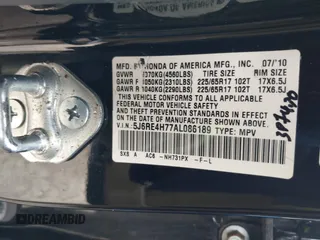 MFD. BY HONDA OF AMERICA MFG., INC. 07/10
GVWR 2070KG(4560LBS) TIRE SIZE RIM SIZE
GAWR F 1050KG(2310LBS) 225/65R17 102T 17X6.5J
GAWR R 1040KG(2290LBS) 225/65R17 102T 17X6.5J
THIS VEHICLE CONFORMS TO ALL APPLICABLE
FEDERAL MOTOR VEHICLE SAFETY AND THEFT PREVENTION
STANDARDS IN EFFECT ON THE DATE OF MANUFACTURE SHOWN ABOVE.
V.I.N.: 5J6RE4H77AL086189 TYPE: MPV
SXS A AC6 -NH731PX -F-L
DREAMBID